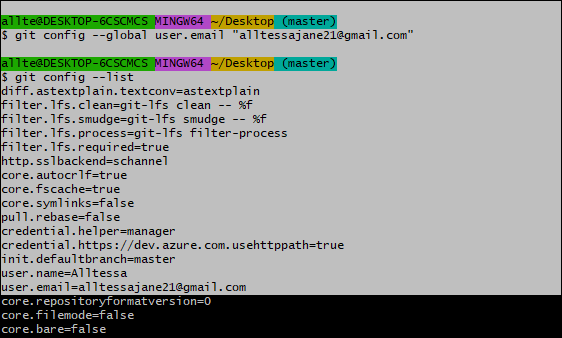 allte@DESKTOP-6CSCMCS MINGW64 ~/Desktop (master)
$ git config --global user.email "alltessajane21@gmail.com"
allte@DESKTOP-6CSCMCS MINGW64 ~/Desktop (master)
$ git config --list
diff.astextplain.textconv=astextplain
filter.lfs.clean=git-lfs clean -- %f
filter.lfs.smudge=git-lfs smudge -- %f
filter.lfs.process=git-lfs filter-process
filter.lfs.required=true
http.sslbackend=schannel
core.autocrlf=true
core.fscache=true
core.symlinks=false
pull.rebase=false
credential.helper=manager
credential.https://dev.azure.com.usehttppath=true
init.defaultbranch=master
user.name=Alltessa
user.email=alltessajane21@gmail.com
core.repositoryformatversion=0
core.filemode=false
core.bare=false